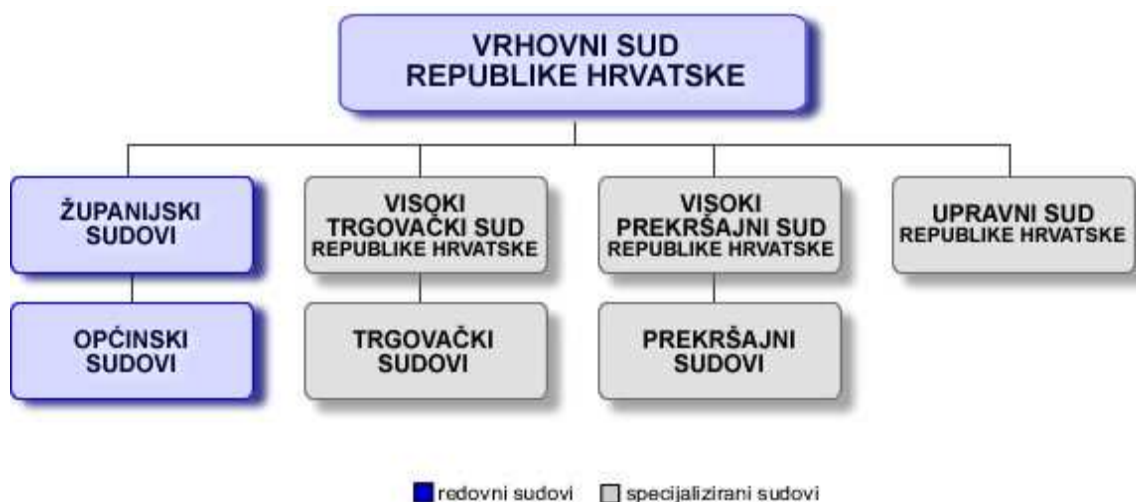 VRHOVNI SUD
REPUBLIKE HRVATSKE
ŽUPANIJSKI
SUDOVI
VISOKI
TRGOVAČKI SUD
REPUBLIKE HRVATSKE
VISOKI
PREKRŠAJNI SUD
REPUBLIKE HRVATSKE
UPRAVNI SUD
REPUBLIKE HRVATSKE
OPĆINSKI
SUDOVI
TRGOVAČKI
SUDOVI
PREKRŠAJNI
SUDOVI
redovni sudovi
specijalizirani sudovi